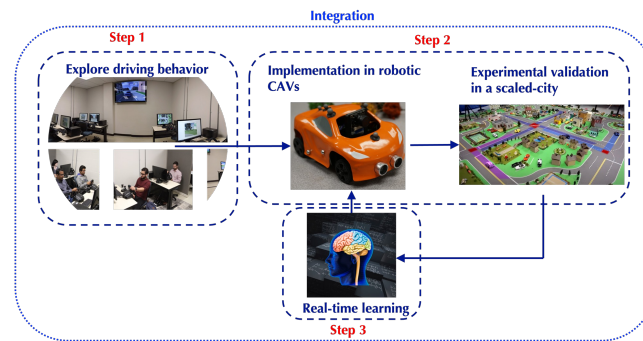 Integration
Step 1
Step 2
Explore driving behavior
Implementation in robotic
CAVs
Experimental validation
in a scaled-city
Real-time learning
Step 3